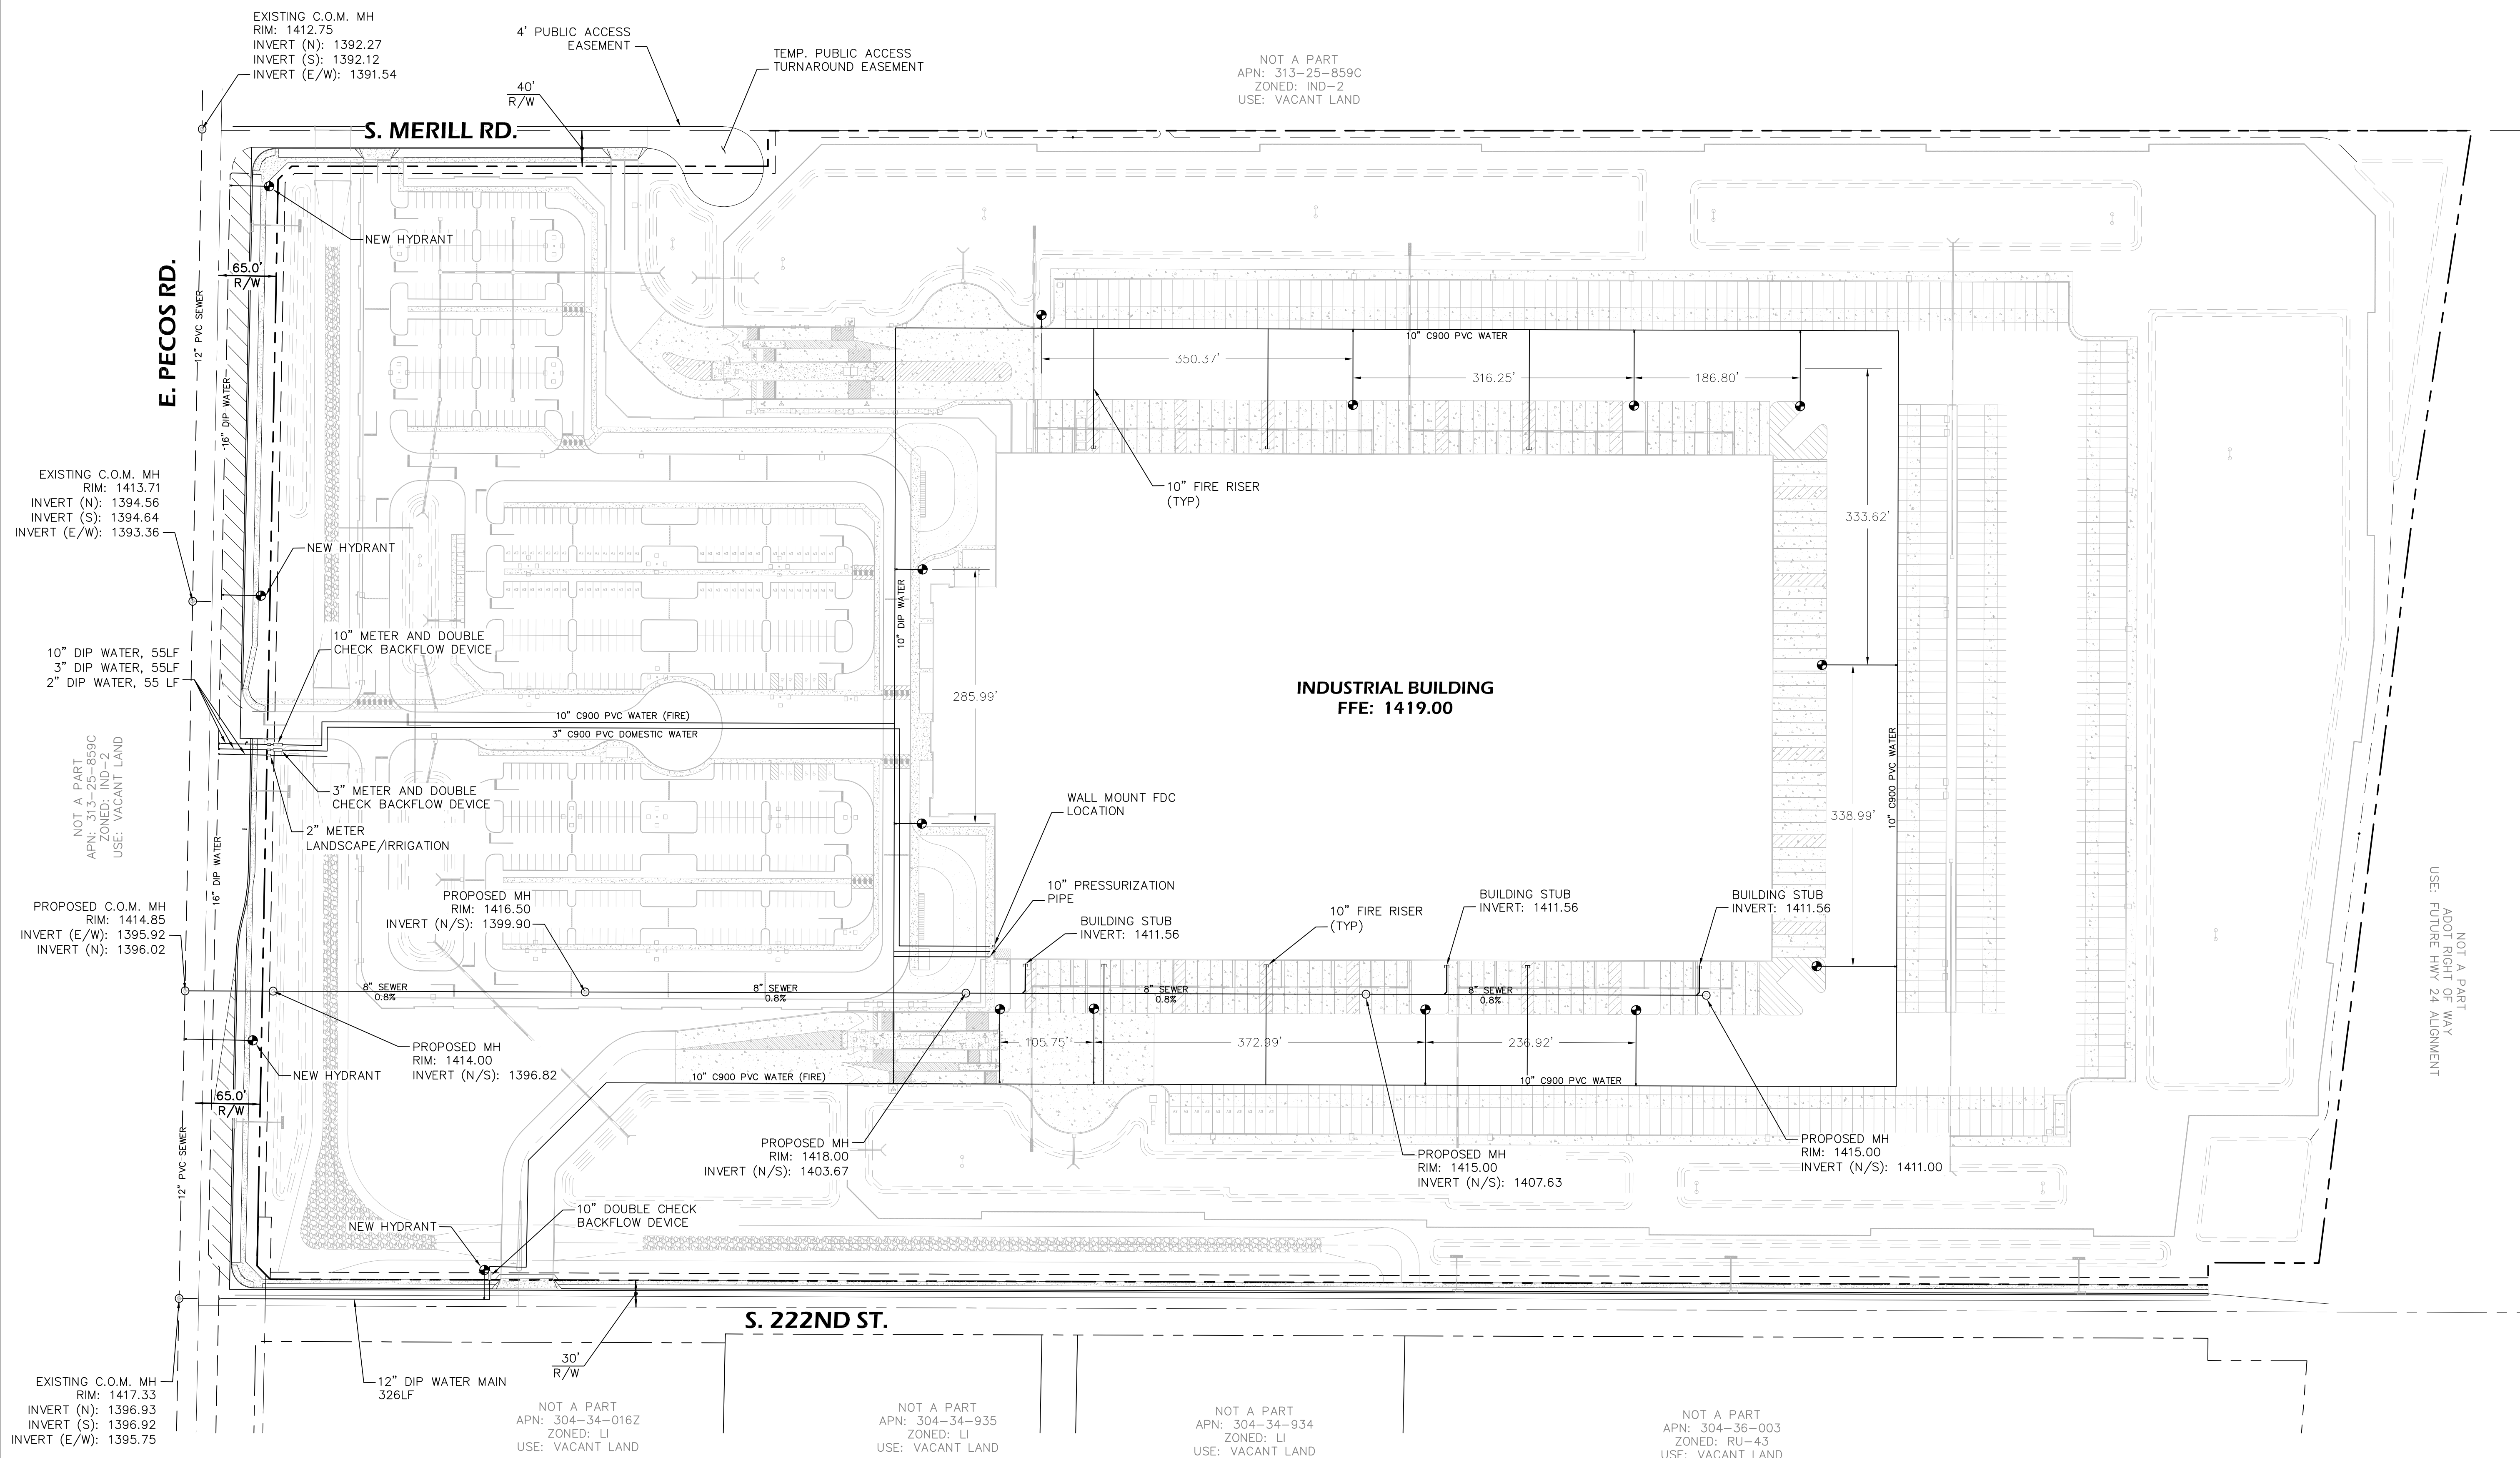 EXISTING C.O.M. MH
RIM: 1412.75
INVERT (N): 1392.27
INVERT (S): 1392.12
INVERT (E/W): 1391.54
4' PUBLIC ACCESS
EASEMENT
TEMP. PUBLIC ACCESS
TURNAROUND EASEMENT
40'
R/W
NOT A PART
APN: 313-25-859C
ZONED: IND-2
USE: VACANT LAND
S. MERILL RD.
E. PECOS RD.
NEW HYDRANT
65.0'
R/W
12" PVC SEWER
16" DIP WATER
10" C900 PVC WATER
350.37'
316.25'
186.80'
10" FIRE RISER
(TYP)
333.62'
EXISTING C.O.M. MH
RIM: 1413.71
INVERT (N): 1394.56
INVERT (S): 1394.64
INVERT (E/W): 1393.36
NEW HYDRANT
10" DIP WATER
10" DIP WATER, 55LF
3" DIP WATER, 55LF
2" DIP WATER, 55 LF
10" METER AND DOUBLE
CHECK BACKFLOW DEVICE
285.99'
INDUSTRIAL BUILDING
FFE: 1419.00
10" C900 PVC WATER (FIRE)
3" C900 PVC DOMESTIC WATER
NOT A PART
APN: 313-25-859C
ZONED: IND-2
USE: VACANT LAND
3" METER AND DOUBLE
CHECK BACKFLOW DEVICE
2" METER
LANDSCAPE/IRRIGATION
WALL MOUNT FDC
LOCATION
10" C900 PVC WATER
338.99'
16" DIP WATER
10" PRESSURIZATION
PIPE
PROPOSED MH
RIM: 1416.50
INVERT (N/S): 1399.90
BUILDING STUB
INVERT: 1411.56
10" FIRE RISER
(TYP)
BUILDING STUB
INVERT: 1411.56
BUILDING STUB
INVERT: 1411.56
PROPOSED C.O.M. MH
RIM: 1414.85
INVERT (E/W): 1395.92
INVERT (N): 1396.02
NOT A PART
ADOT RIGHT OF WAY
USE: FUTURE HWY 24 ALIGNMENT
8" SEWER
0.8%
8" SEWER
0.8%
8" SEWER
0.8%
8" SEWER
0.8%
105.75'
372.99'
236.92'
PROPOSED MH
RIM: 1414.00
INVERT (N/S): 1396.82
NEW HYDRANT
10" C900 PVC WATER (FIRE)
10" C900 PVC WATER
65.0'
R/W
12" PVC SEWER
PROPOSED MH
RIM: 1418.00
INVERT (N/S): 1403.67
PROPOSED MH
RIM: 1415.00
INVERT (N/S): 1407.63
PROPOSED MH
RIM: 1415.00
INVERT (N/S): 1411.00
NEW HYDRANT
10" DOUBLE CHECK
BACKFLOW DEVICE
S. 222ND ST.
30'
R/W
12" DIP WATER MAIN
326LF
EXISTING C.O.M. MH
RIM: 1417.33
INVERT (N): 1396.93
INVERT (S): 1396.92
INVERT (E/W): 1395.75
NOT A PART
APN: 304-34-016Z
ZONED: LI
USE: VACANT LAND
NOT A PART
APN: 304-34-935
ZONED: LI
USE: VACANT LAND
NOT A PART
APN: 304-34-934
ZONED: LI
USE: VACANT LAND
NOT A PART
APN: 304-36-003
ZONED: RU-43
USE: VACANT LAND